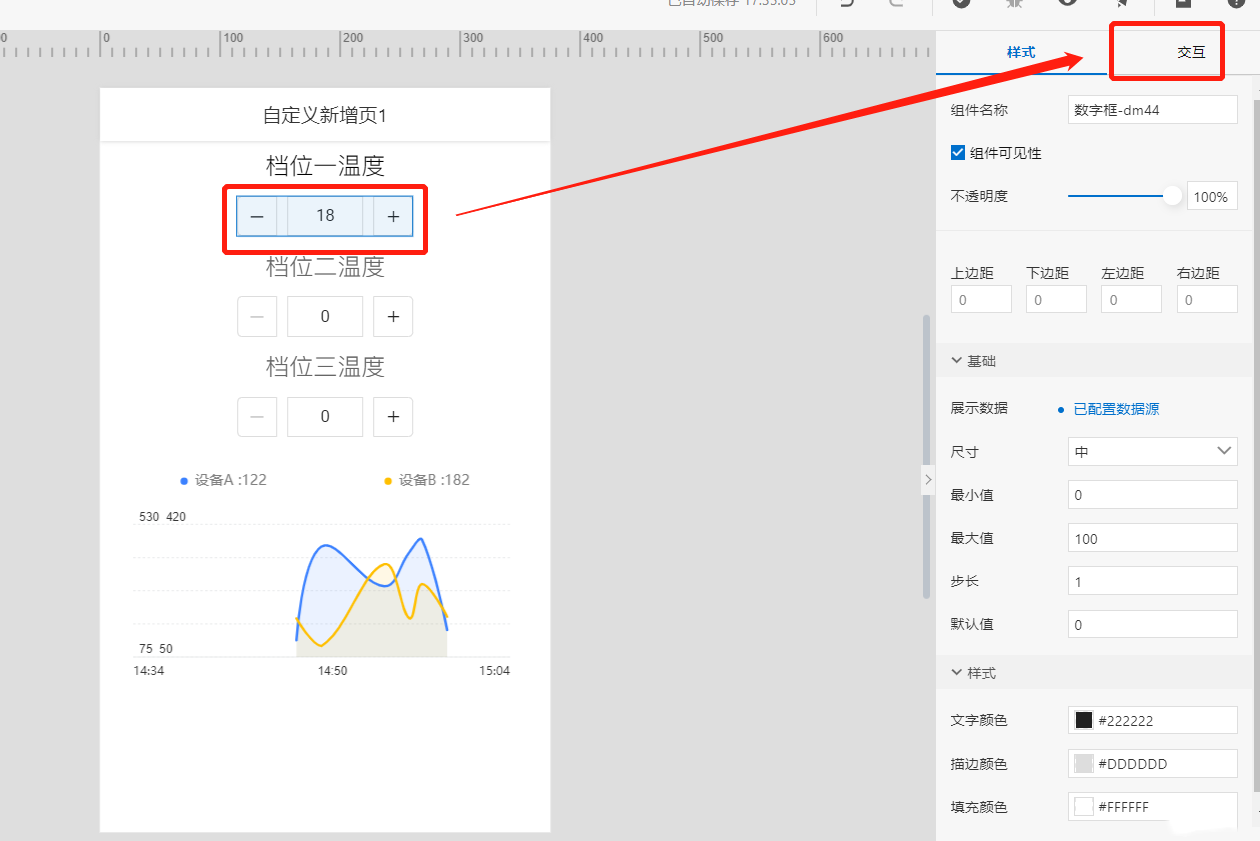 已自动保存 17:35:05
0 0 100 200 300 400 500 600
样式 交互
自定义新增页1
档位一温度
− 18 +
档位二温度
— 0 +
档位三温度
— 0 +
设备A :122 设备B :182
530 420
75 50
14:34 14:50 15:04
组件名称 数字框-dm44
组件可见性
不透明度 100%
上边距 下边距 左边距 右边距
0 0 0 0
基础
展示数据 已配置数据源
尺寸 中
最小值 0
最大值 100
步长 1
默认值 0
样式
文字颜色 #222222
描边颜色 #DDDDDD
填充颜色 #FFFFFF